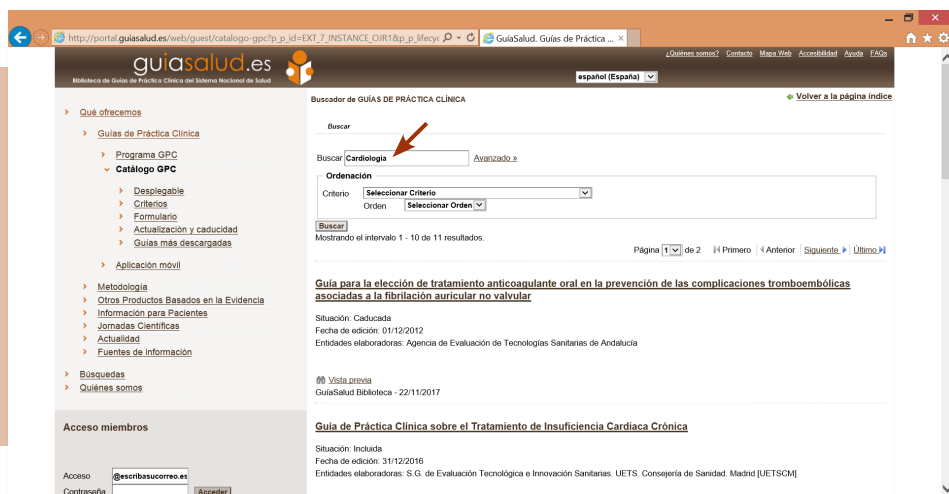 http://portal.guiasalud.es/web/guest/catalogo-gpc?p_p_id=EXT_7_INSTANCE_OJR1&p_p_lifecyc
GuíaSalud. Guías de Práctica ...
guiasalud.es
Biblioteca de Guías de Práctica Clínica del Sistema Nacional de Salud
¿Quiénes somos? Contacto Mapa Web Accesibilidad Ayuda FAQs
español (España)
Qué ofrecemos
Guías de Práctica Clínica
Programa GPC
Catálogo GPC
Desplegable
Criterios
Formulario
Actualización y caducidad
Guías más descargadas
Aplicación móvil
Metodología
Otros Productos Basados en la Evidencia
Información para Pacientes
Jornadas Científicas
Actualidad
Fuentes de información
Búsquedas
Quiénes somos
Acceso miembros
Acceso @escribasucorreo.es
Contraseña Acceder
Buscador de GUÍAS DE PRÁCTICA CLÍNICA
Volver a la página índice
Buscar
Buscar Cardiologia Avanzado »
Ordenación
Criterio Seleccionar Criterio
Orden Seleccionar Orden
Buscar
Mostrando el intervalo 1 - 10 de 11 resultados.
Página 1 de 2 Primero Anterior Siguiente Último
Guía para la elección de tratamiento anticoagulante oral en la prevención de las complicaciones tromboembólicas
asociadas a la fibrilación auricular no valvular
Situación: Caducada
Fecha de edición: 01/12/2012
Entidades elaboradoras: Agencia de Evaluación de Tecnologías Sanitarias de Andalucía
Vista previa
GuíaSalud Biblioteca - 22/11/2017
Guía de Práctica Clínica sobre el Tratamiento de Insuficiencia Cardiaca Crónica
Situación: Incluida
Fecha de edición: 31/12/2016
Entidades elaboradoras: S.G. de Evaluación Tecnológica e Innovación Sanitarias. UETS. Consejería de Sanidad. Madrid [UETSCM]